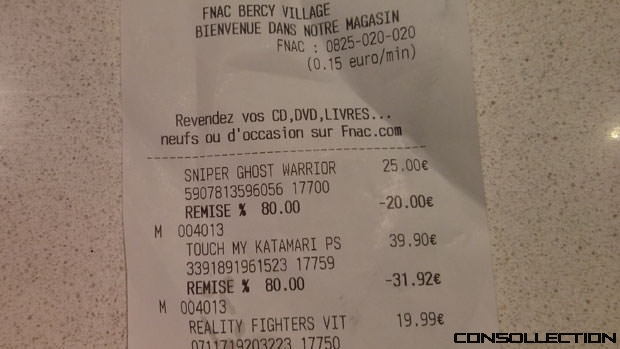 FNAC BERCY VILLAGE
BIENVENUE DANS NOTRE MAGASIN
FNAC : 0825-020-020
(0.15 euro/min)
Revendez vos CD,DVD,LIVRES...
neufs ou d'occasion sur Fnac.com
SNIPER GHOST WARRIOR 25.00€
5907813596056 17700
REMISE % 80.00 -20.00€
M 004013
TOUCH MY KATAMARI PS 39.90€
3391891961523 17759
REMISE % 80.00 -31.92€
M 004013
REALITY FIGHTERS VIT 19.99€
0711719203223 17750
CONSOLLECTION